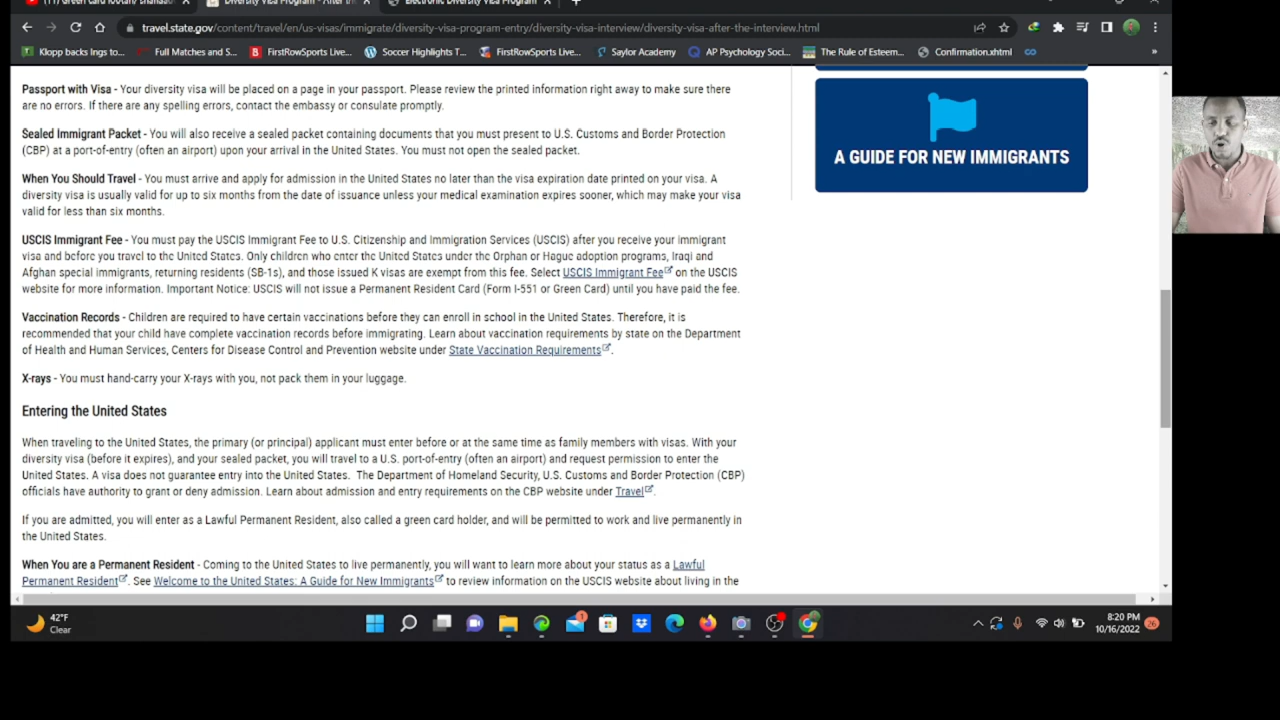 Diversity Visa Program - After th
Electronic Diversity Visa Program
travel.state.gov/content/travel/en/us-visas/immigrate/diversity-visa-program-entry/diversity-visa-interview/diversity-visa-after-the-interview.html
Klopp backs Ings to... Full Matches and S... FirstRowSports Live... Soccer Highlights T... FirstRowSports Live... Saylor Academy AP Psychology Soci... The Rule of Esteem... Confirmation.xhtml »
Passport with Visa - Your diversity visa will be placed on a page in your passport. Please review the printed information right away to make sure there
are no errors. If there are any spelling errors, contact the embassy or consulate promptly.
Sealed Immigrant Packet - You will also receive a sealed packet containing documents that you must present to U.S. Customs and Border Protection
(CBP) at a port-of-entry (often an airport) upon your arrival in the United States. You must not open the sealed packet.
When You Should Travel - You must arrive and apply for admission in the United States no later than the visa expiration date printed on your visa. A
diversity visa is usually valid for up to six months from the date of issuance unless your medical examination expires sooner, which may make your visa
valid for less than six months.
USCIS Immigrant Fee - You must pay the USCIS Immigrant Fee to U.S. Citizenship and Immigration Services (USCIS) after you receive your immigrant
visa and before you travel to the United States. Only children who enter the United States under the Orphan or Hague adoption programs, Iraqi and
Afghan special immigrants, returning residents (SB-1s), and those issued K visas are exempt from this fee. Select USCIS Immigrant Fee on the USCIS
website for more information. Important Notice: USCIS will not issue a Permanent Resident Card (Form I-551 or Green Card) until you have paid the fee.
Vaccination Records - Children are required to have certain vaccinations before they can enroll in school in the United States. Therefore, it is
recommended that your child have complete vaccination records before immigrating. Learn about vaccination requirements by state on the Department
of Health and Human Services, Centers for Disease Control and Prevention website under State Vaccination Requirements.
X-rays - You must hand-carry your X-rays with you, not pack them in your luggage.
Entering the United States
When traveling to the United States, the primary (or principal) applicant must enter before or at the same time as family members with visas. With your
diversity visa (before it expires), and your sealed packet, you will travel to a U.S. port-of-entry (often an airport) and request permission to enter the
United States. A visa does not guarantee entry into the United States. The Department of Homeland Security, U.S. Customs and Border Protection (CBP)
officials have authority to grant or deny admission. Learn about admission and entry requirements on the CBP website under Travel.
If you are admitted, you will enter as a Lawful Permanent Resident, also called a green card holder, and will be permitted to work and live permanently in
the United States.
When You are a Permanent Resident - Coming to the United States to live permanently, you will want to learn more about your status as a Lawful
Permanent Resident. See Welcome to the United States: A Guide for New Immigrants to review information on the USCIS website about living in the
A GUIDE FOR NEW IMMIGRANTS
42°F
Clear
1
8:20 PM
10/16/2022
26